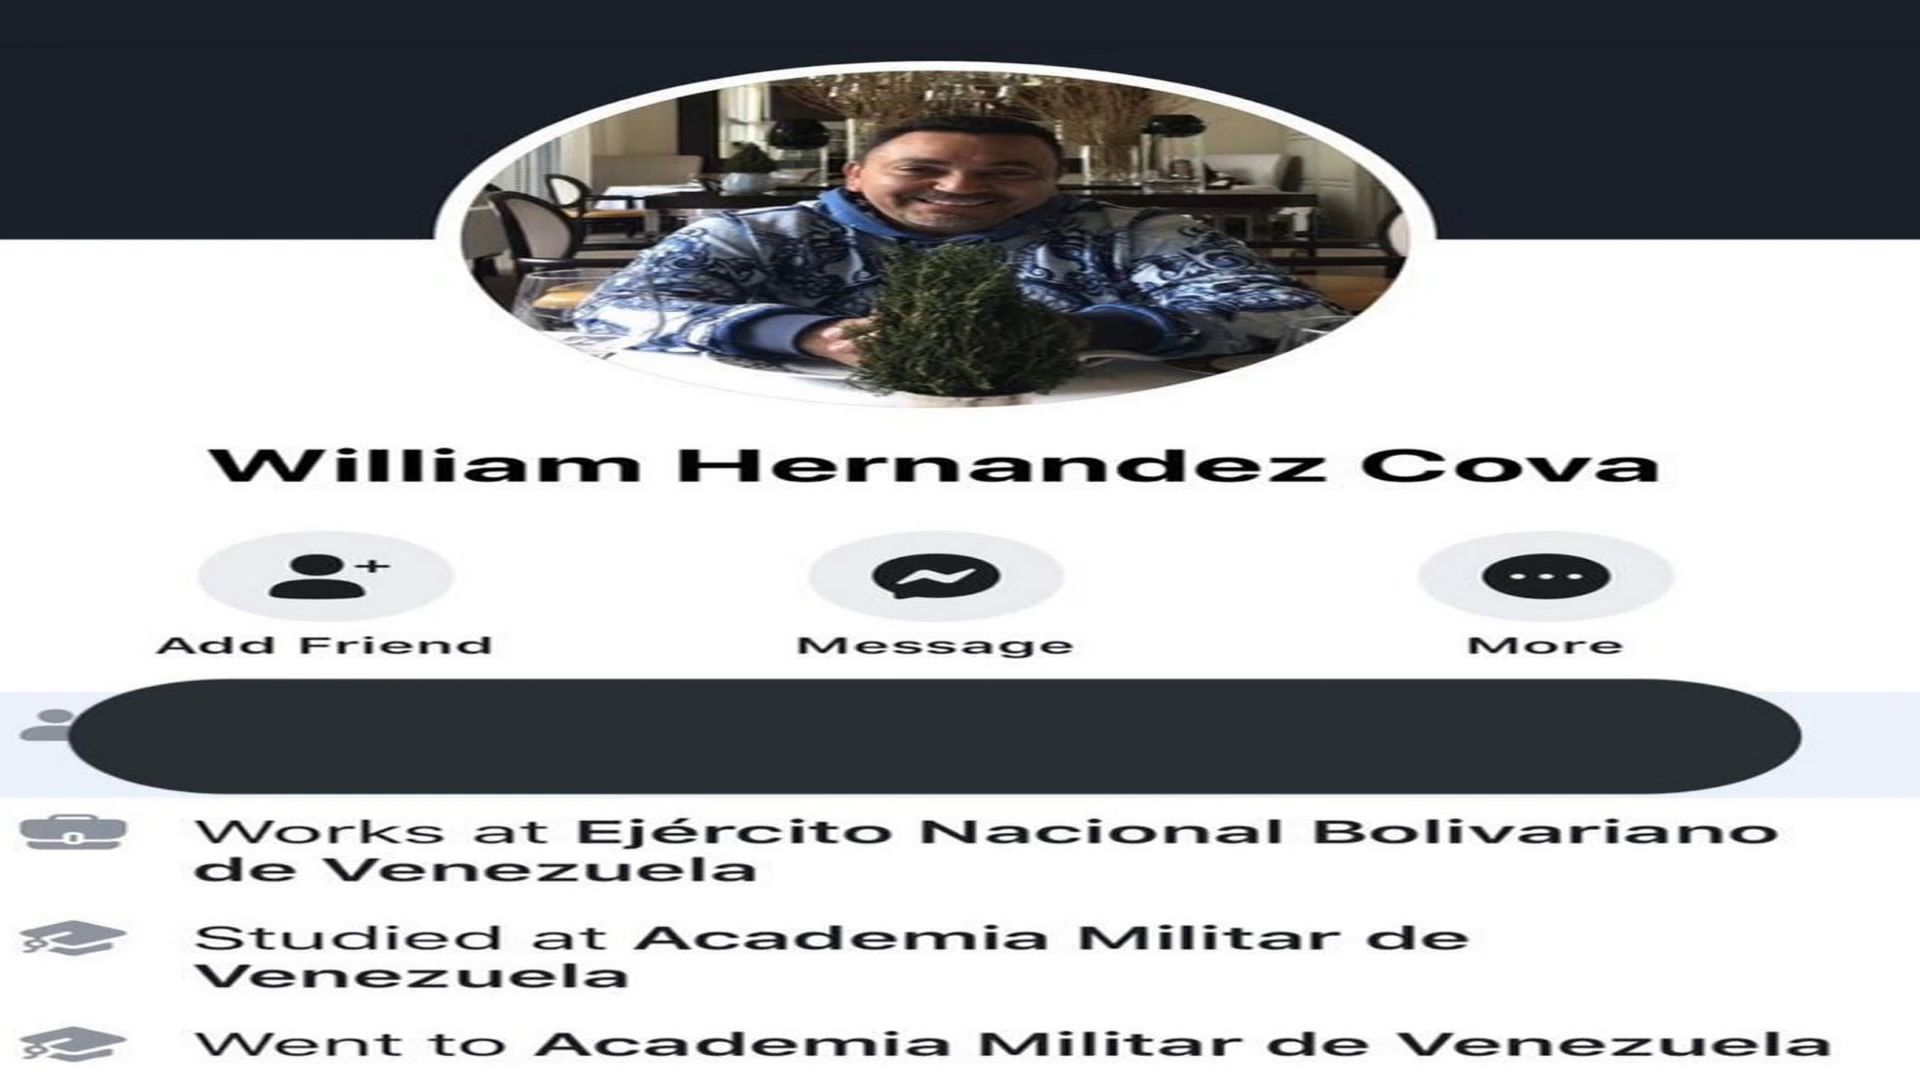 William Hernandez Cova
Add Friend
Message
More
Works at Ejército Nacional Bolivariano
de Venezuela
Studied at Academia Militar de
Venezuela
Went to Academia Militar de Venezuela